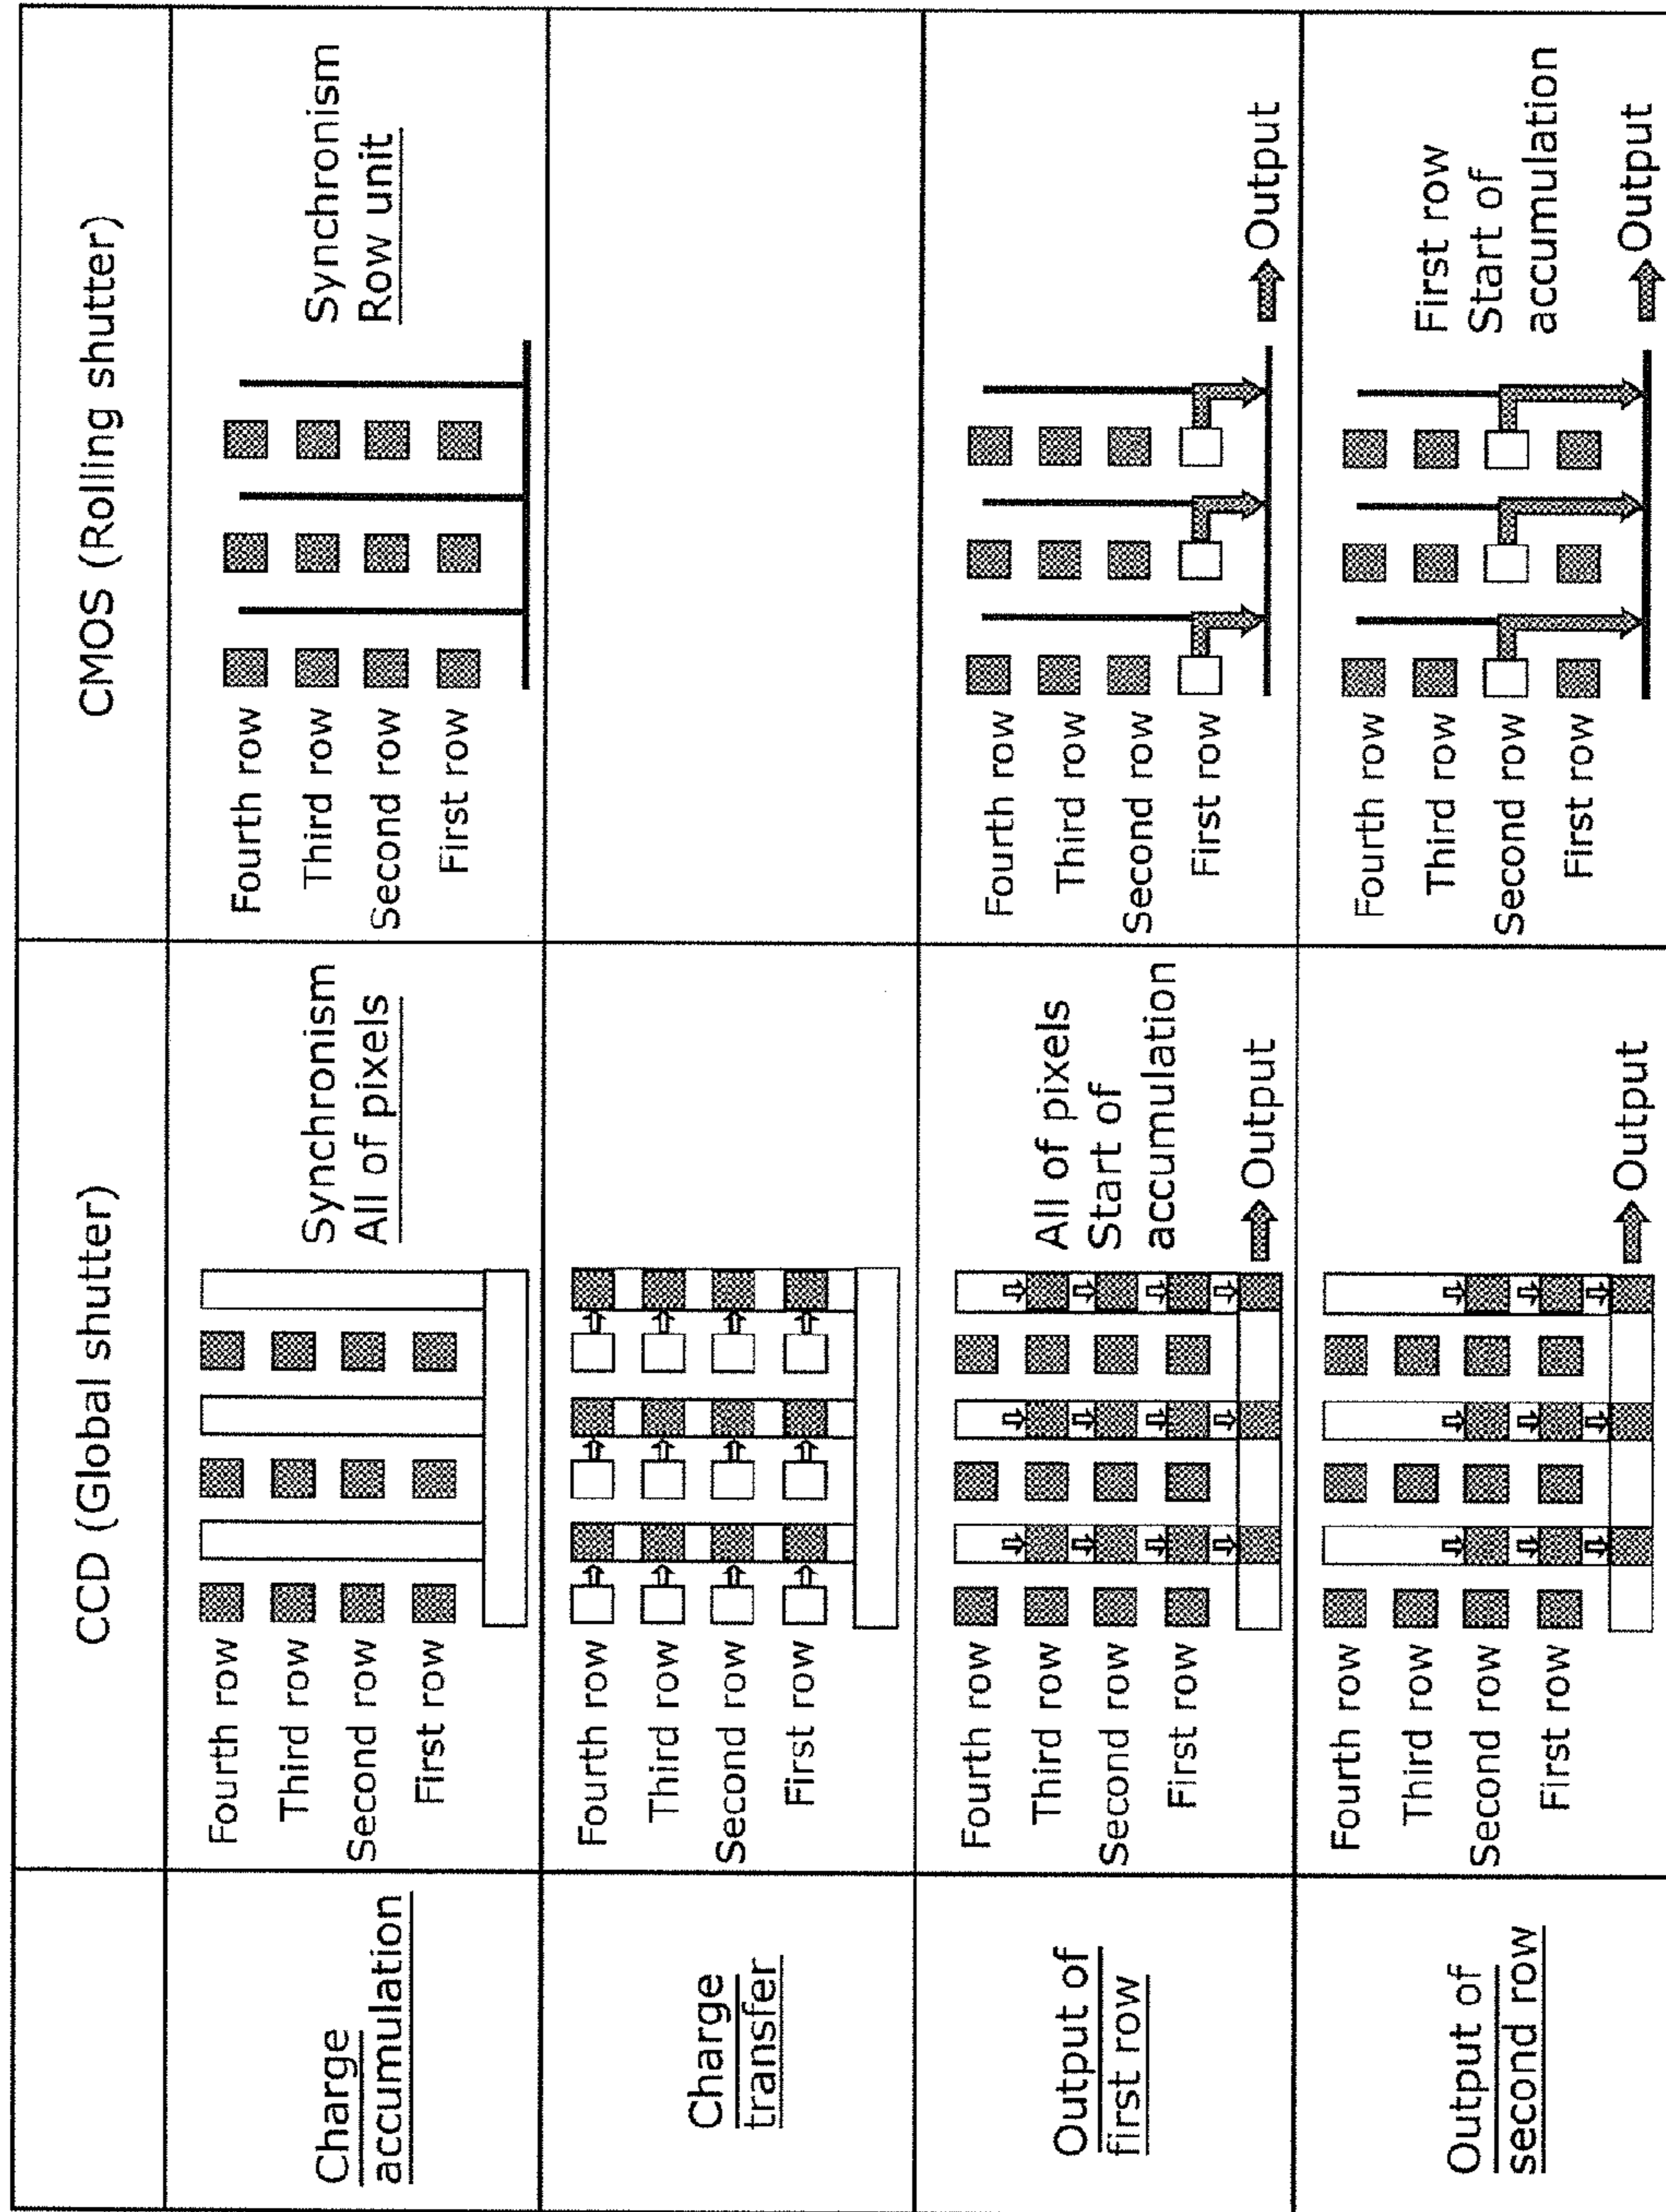 CCD (Global shutter)
CMOS (Rolling shutter)
Charge
accumulation
Fourth row
Third row
Second row
First row
Synchronism
All of pixels
Fourth row
Third row
Second row
First row
Synchronism
Row unit
Charge
transfer
Fourth row
Third row
Second row
First row
Output of
first row
Fourth row
Third row
Second row
First row
All of pixels
Start of
accumulation
Output
Fourth row
Third row
Second row
First row
Output
Output of
second row
Fourth row
Third row
Second row
First row
Output
Fourth row
Third row
Second row
First row
First row
Start of
accumulation
Output